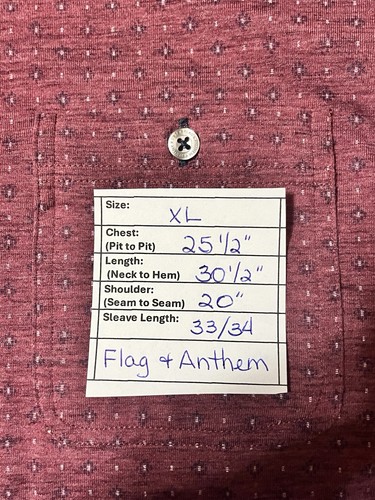 Size: XL
Chest:
(Pit to Pit) 25 1/2"
Length:
(Neck to Hem) 30 1/2"
Shoulder:
(Seam to Seam) 20"
Sleave Length: 33/34
Flag & Anthem